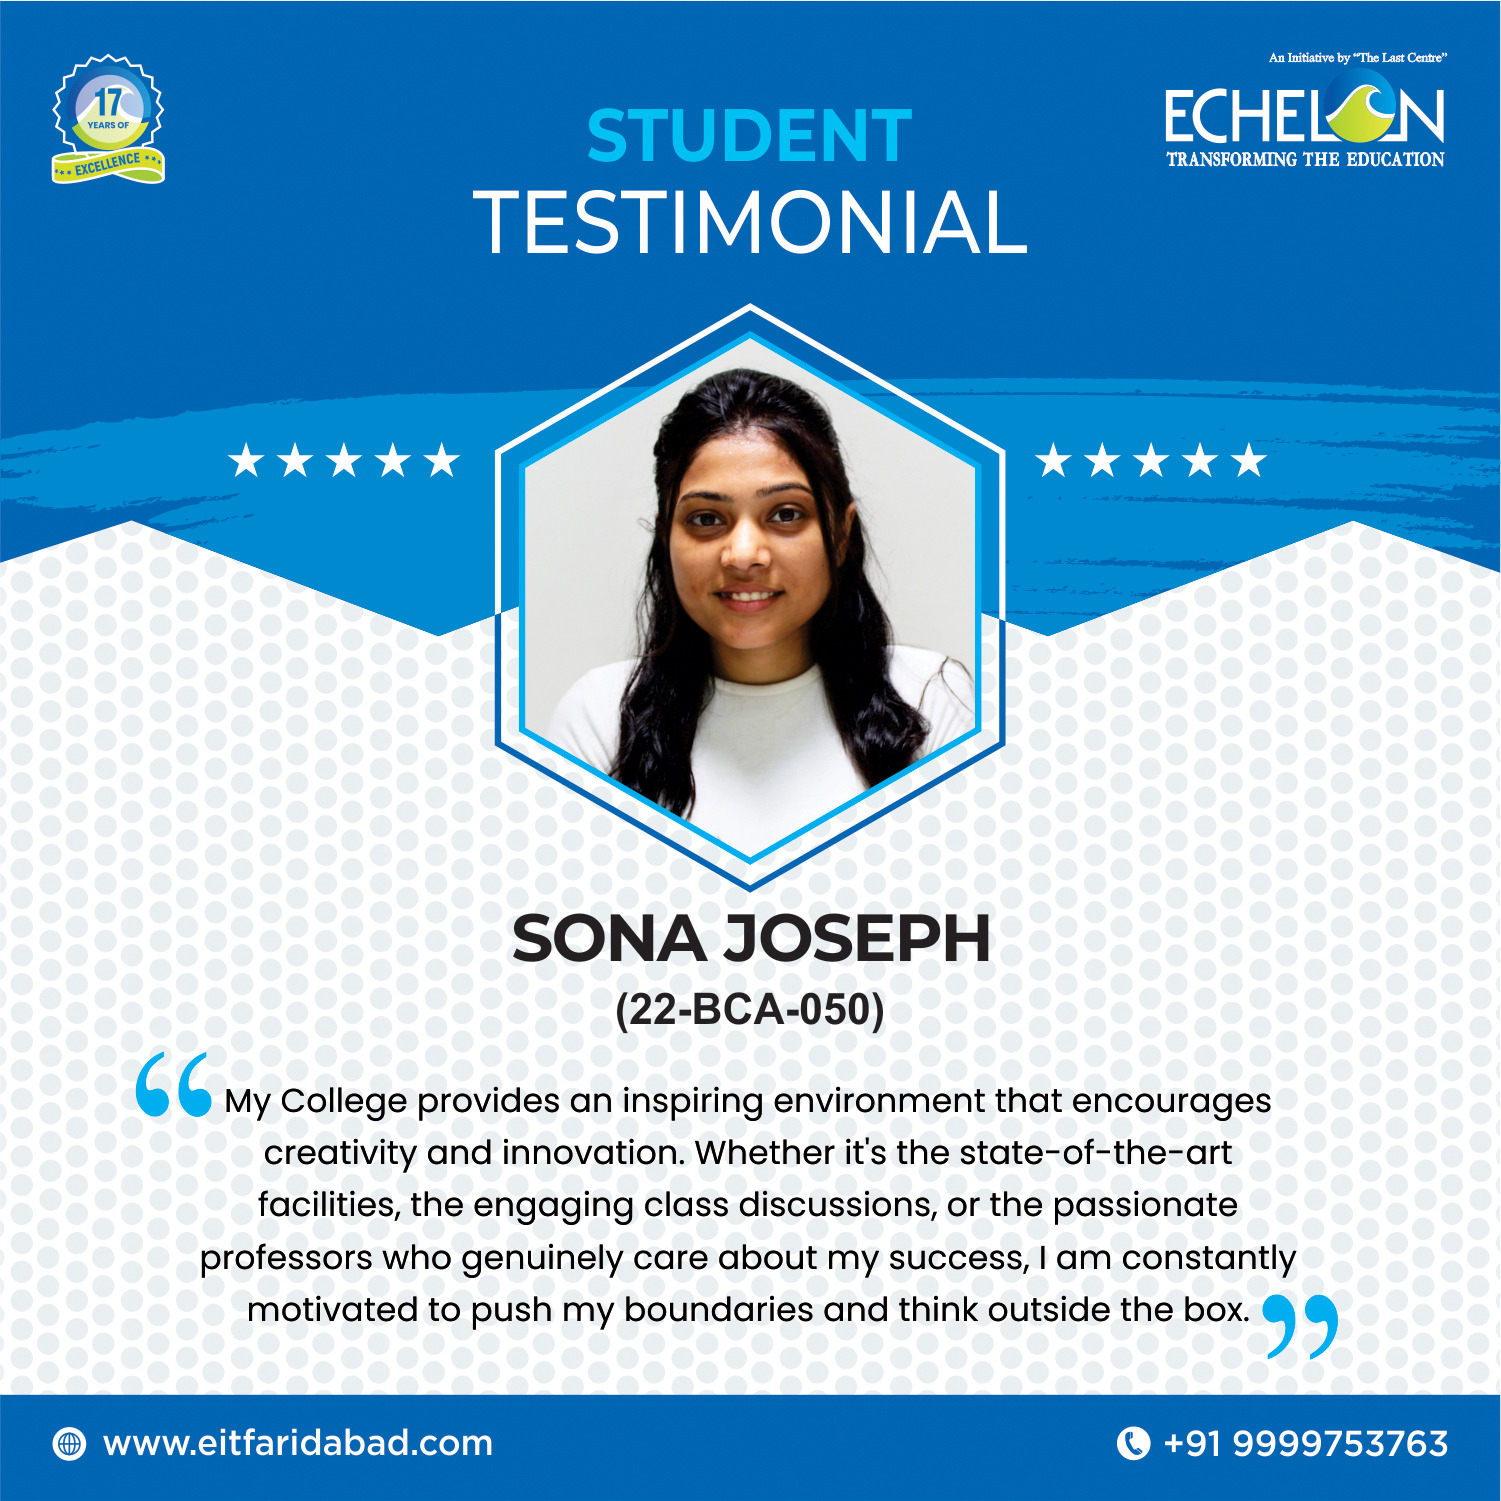 17
YEARS OF
*** EXCELLENCE ***
An Initiative by “The Last Centre”
ECHELON
TRANSFORMING THE EDUCATION
STUDENT
TESTIMONIAL
SONA JOSEPH
(22-BCA-050)
“My College provides an inspiring environment that encourages
creativity and innovation. Whether it's the state-of-the-art
facilities, the engaging class discussions, or the passionate
professors who genuinely care about my success, I am constantly
motivated to push my boundaries and think outside the box.”
www.eitfaridabad.com
+91 9999753763